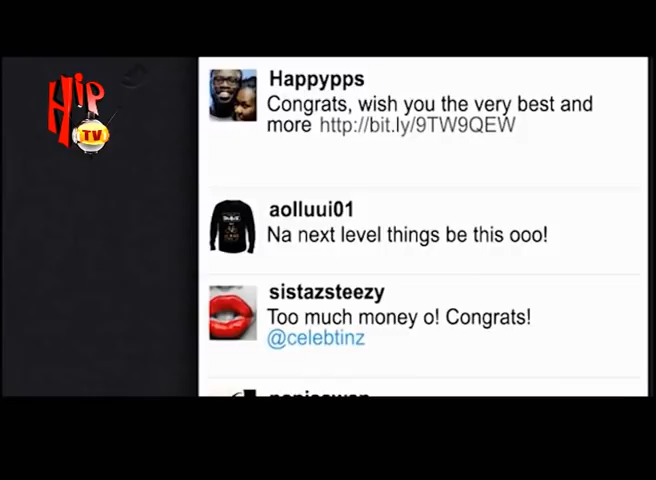 Hip
TV
Happypps
Congrats, wish you the very best and
more http://bit.ly/9TW9QEW
aolluui01
Na next level things be this ooo!
sistazsteezy
Too much money o! Congrats!
@celebtinz